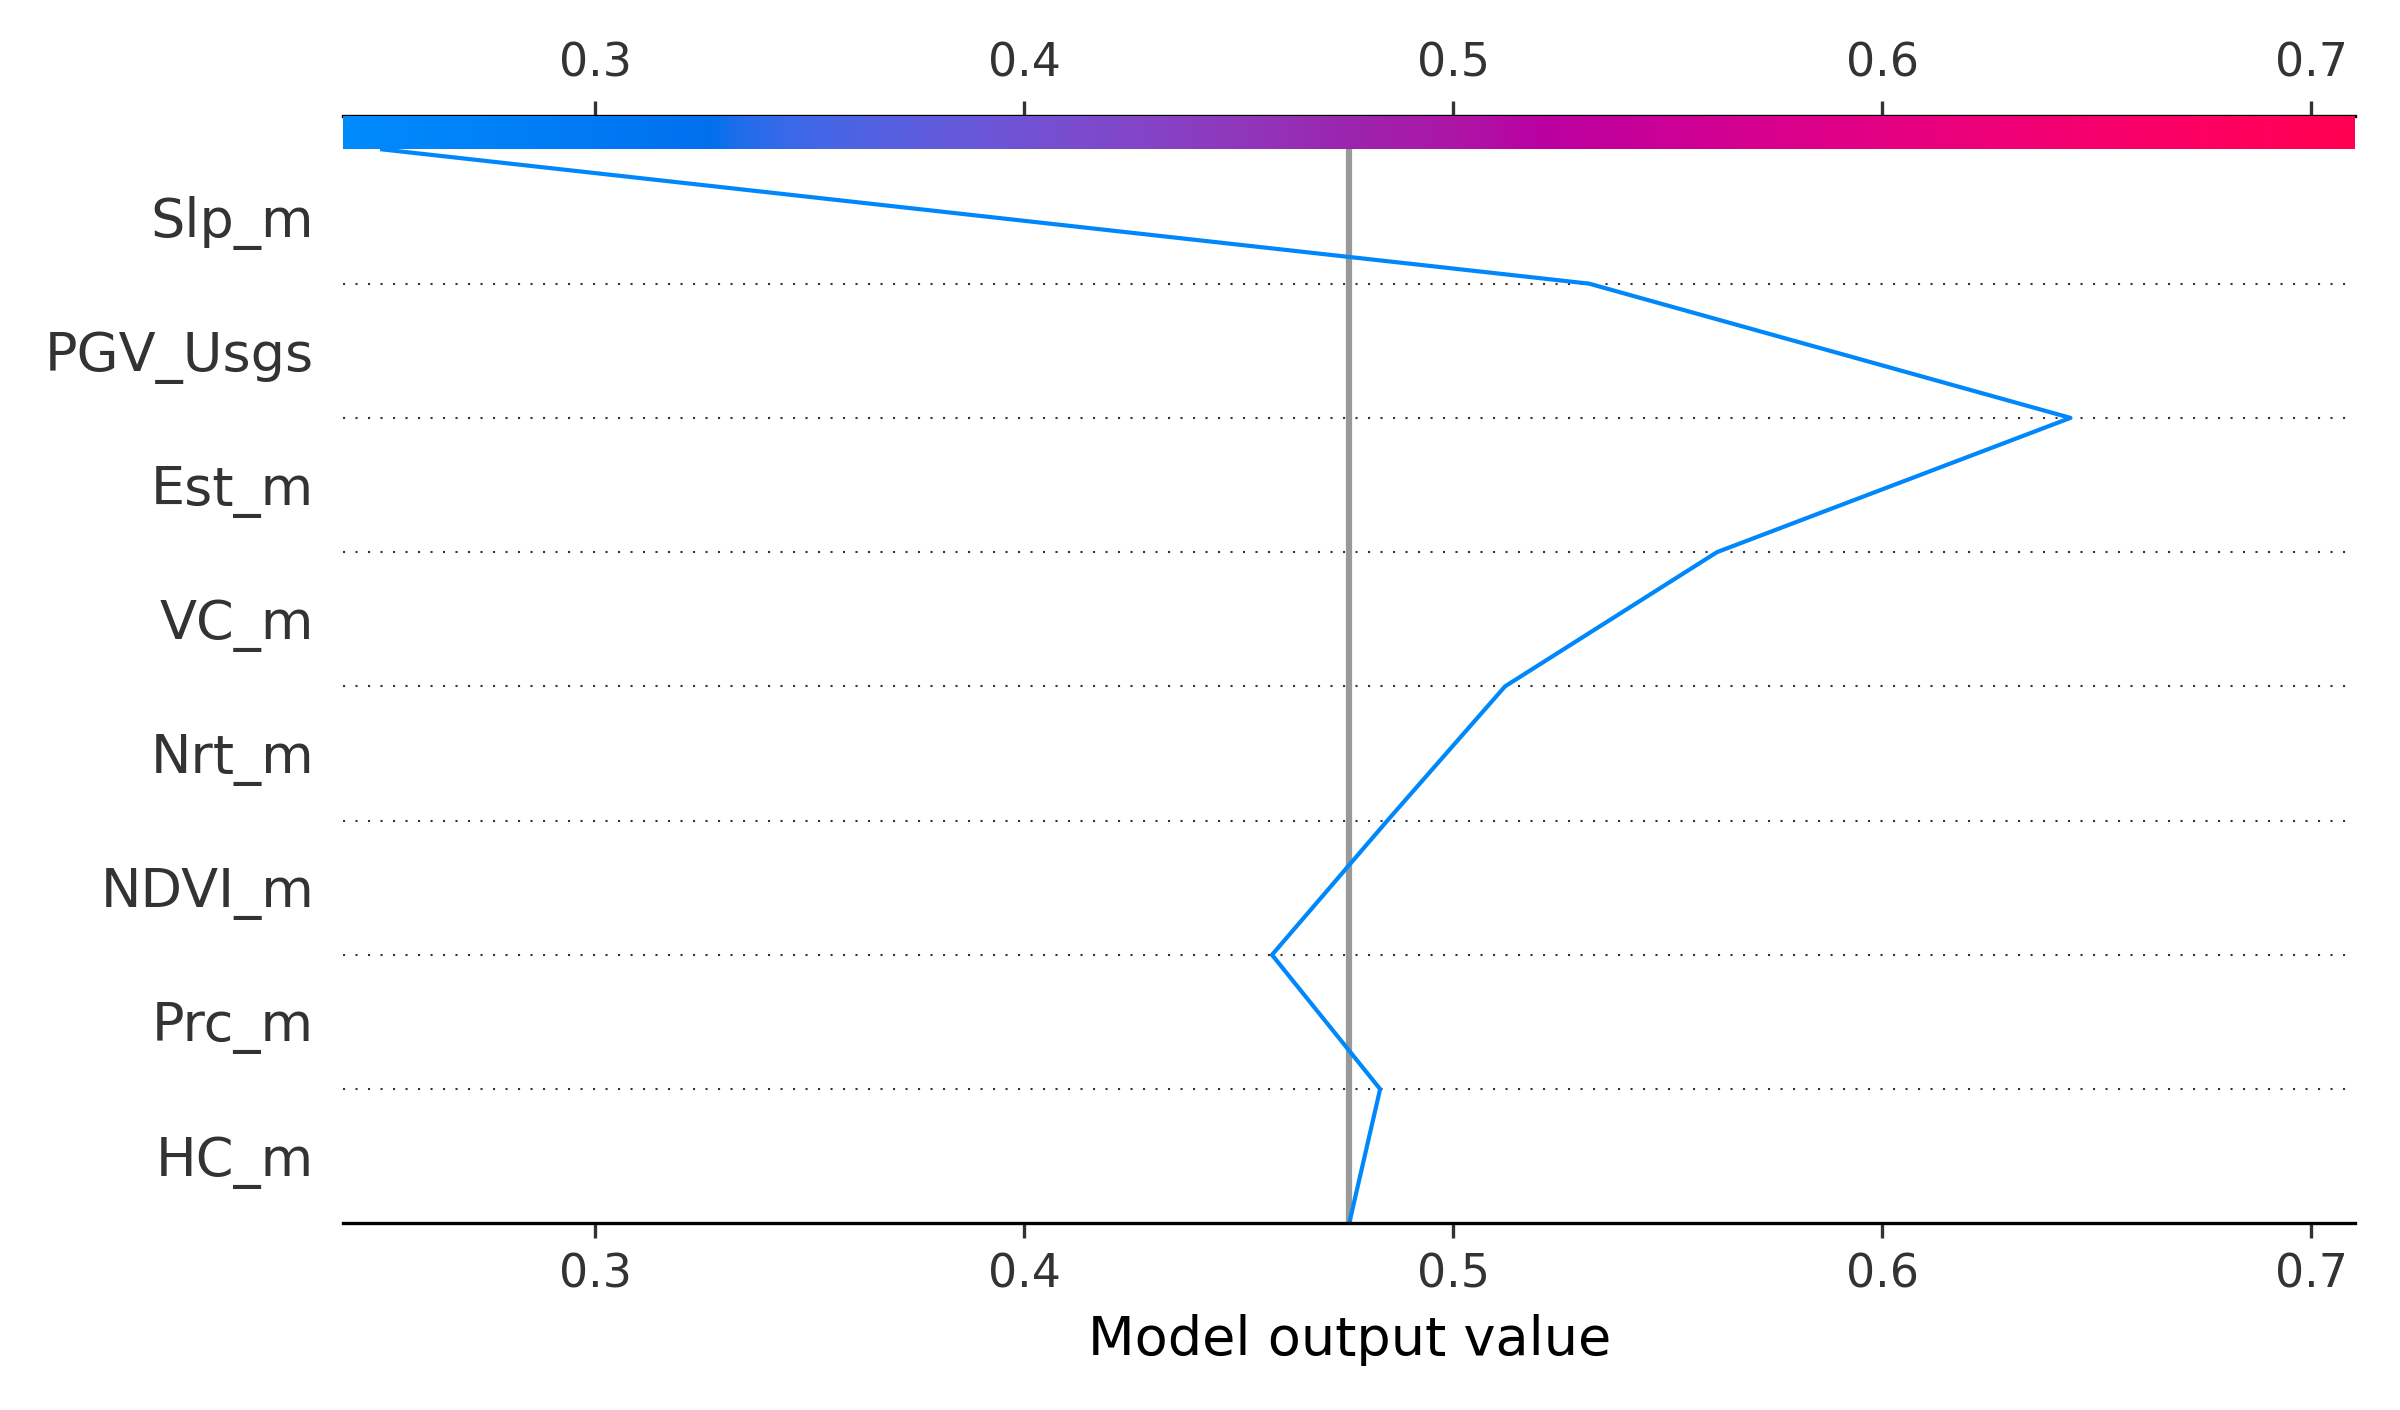 0.3 0.4 0.5 0.6 0.7
Slp_m
PGV_Usgs
Est_m
VC_m
Nrt_m
NDVI_m
Prc_m
HC_m
0.3 0.4 0.5 0.6 0.7
Model output value